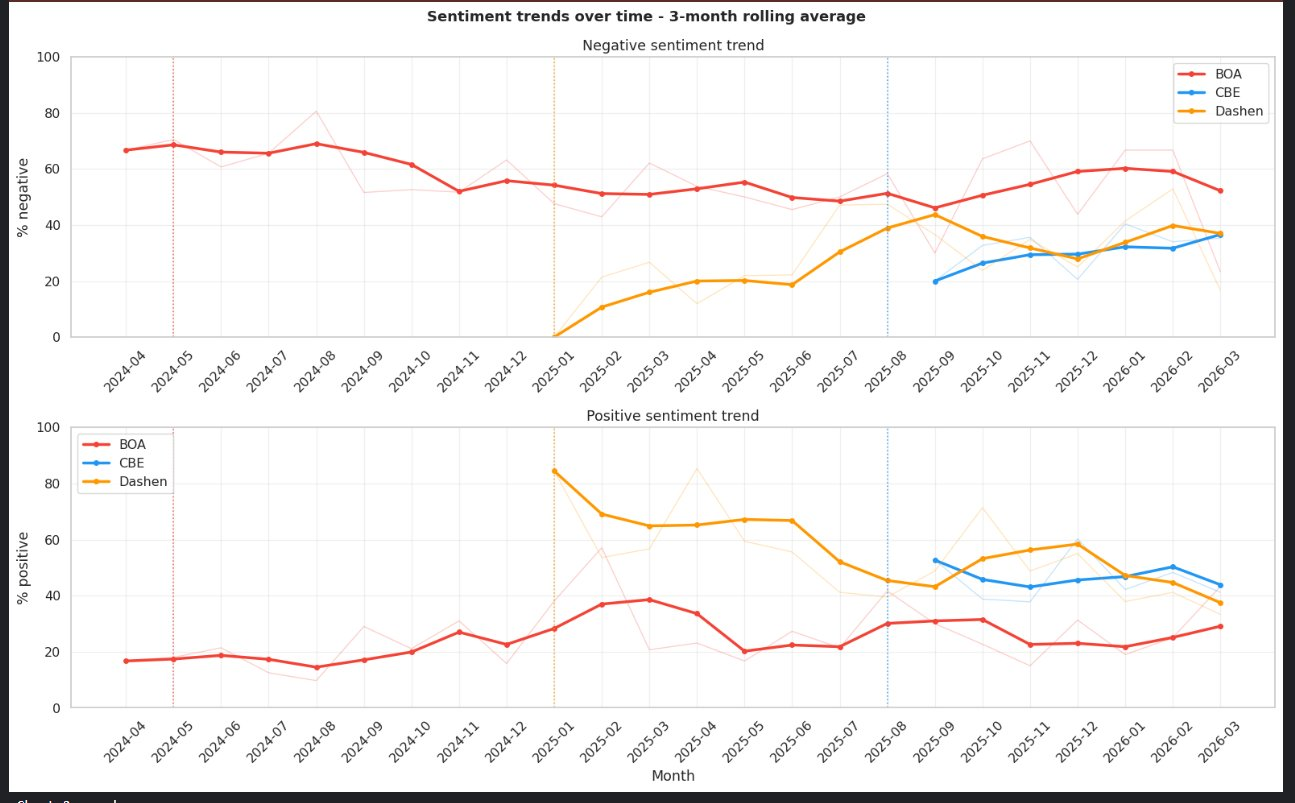 Sentiment trends over time - 3-month rolling average
Negative sentiment trend
100
80
60
40
20
0
% negative
BOA
CBE
Dashen
2024-04 2024-05 2024-06 2024-07 2024-08 2024-09 2024-10 2024-11 2024-12 2025-01 2025-02 2025-03 2025-04 2025-05 2025-06 2025-07 2025-08 2025-09 2025-10 2025-11 2025-12 2026-01 2026-02 2026-03
Positive sentiment trend
100
80
60
40
20
0
% positive
BOA
CBE
Dashen
2024-04 2024-05 2024-06 2024-07 2024-08 2024-09 2024-10 2024-11 2024-12 2025-01 2025-02 2025-03 2025-04 2025-05 2025-06 2025-07 2025-08 2025-09 2025-10 2025-11 2025-12 2026-01 2026-02 2026-03
Month